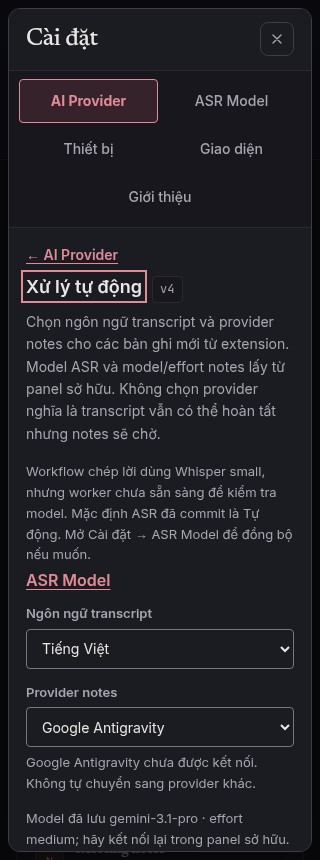 Cài đặt
AI Provider
ASR Model
Thiết bị
Giao diện
Giới thiệu
← AI Provider
Xử lý tự động v4
Chọn ngôn ngữ transcript và provider
notes cho các bản ghi mới từ extension.
Model ASR và model/effort notes lấy từ
panel sở hữu. Không chọn provider
nghĩa là transcript vẫn có thể hoàn tất
nhưng notes sẽ chờ.
Workflow chép lời dùng Whisper small,
nhưng worker chưa sẵn sàng để kiểm tra
model. Mặc định ASR đã commit là Tự
động. Mở Cài đặt → ASR Model để đồng bộ
nếu muốn.
ASR Model
Ngôn ngữ transcript
Tiếng Việt
Provider notes
Google Antigravity
Google Antigravity chưa được kết nối.
Không tự chuyển sang provider khác.
Model đã lưu gemini-3.1-pro · effort
medium; hãy kết nối lại trong panel sở hữu.